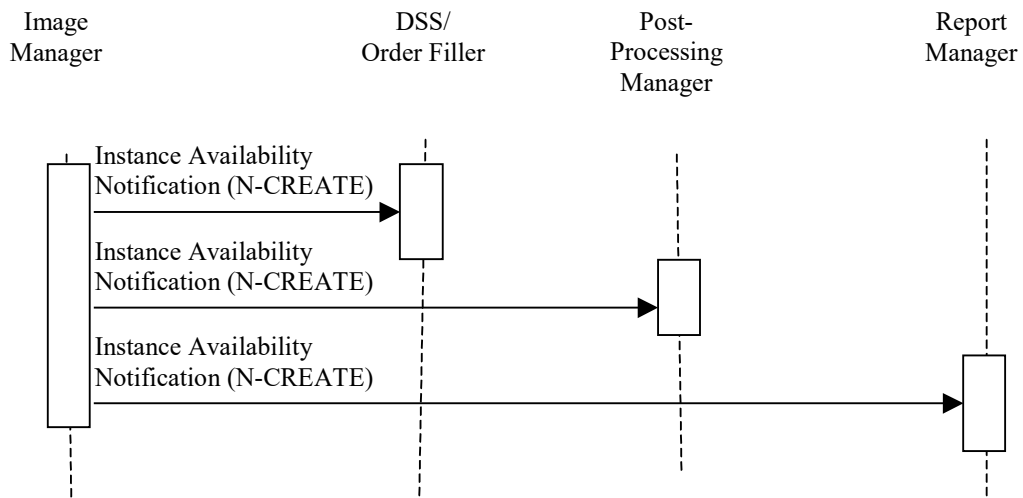 Image
Manager
DSS/
Order Filler
Post-
Processing
Manager
Report
Manager
Instance Availability
Notification (N-CREATE)
Instance Availability
Notification (N-CREATE)
Instance Availability
Notification (N-CREATE)